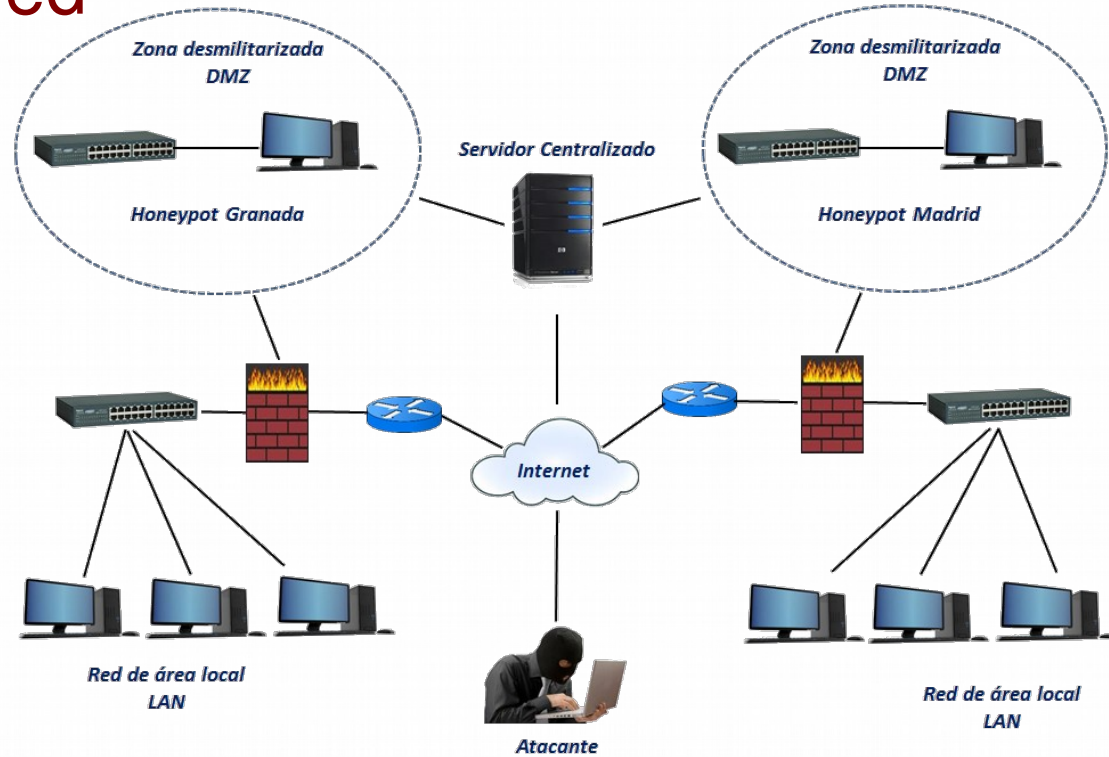 Zona desmilitarizada
DMZ
Zona desmilitarizada
DMZ
Servidor Centralizado
Honeypot Granada
Honeypot Madrid
Internet
Red de área local
LAN
Red de área local
LAN
Atacante